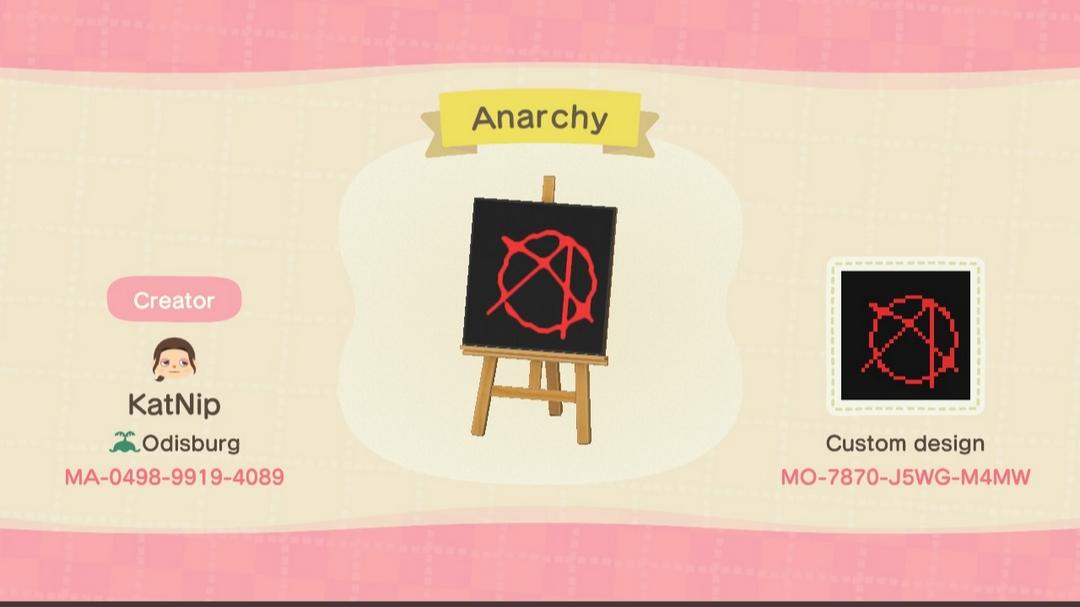 Anarchy
Creator
KatNip
Odisburg
MA-0498-9919-4089
Custom design
MO-7870-J5WG-M4MW